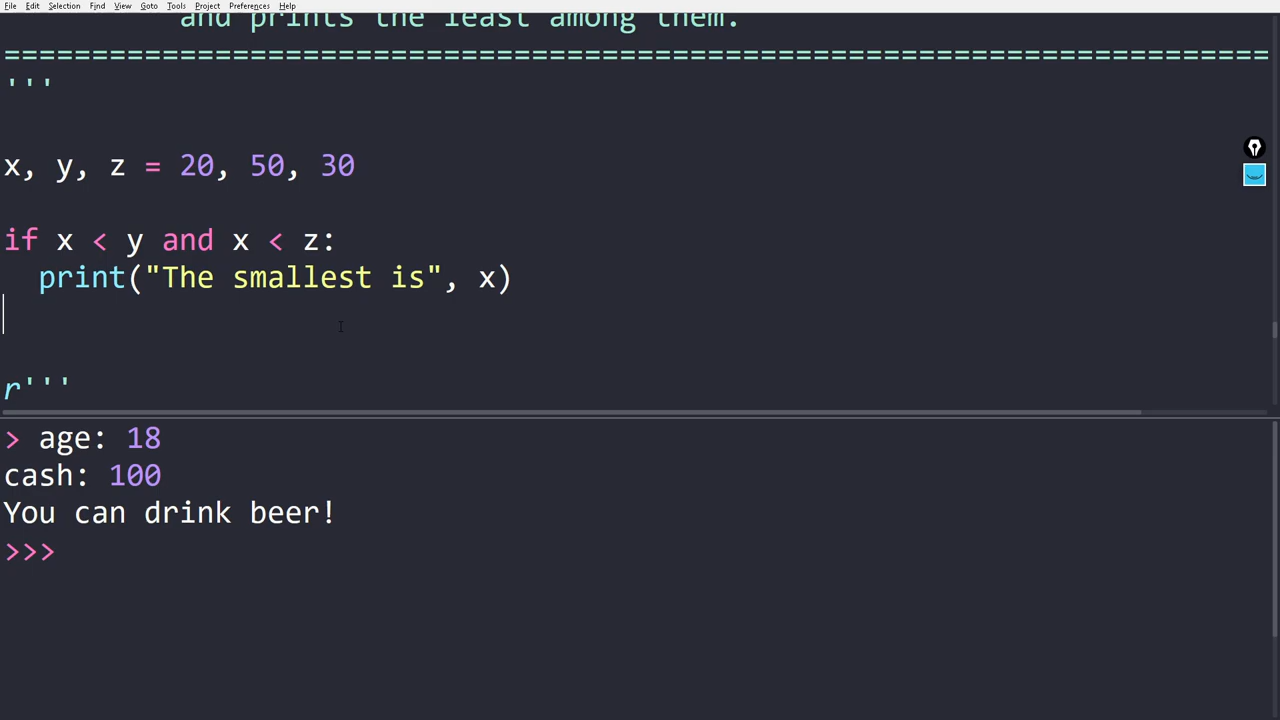 File Edit Selection Find View Goto Tools Project Preferences Help
and prints the least among them.
========================================================================
'''
x, y, z = 20, 50, 30
if x < y and x < z:
print("The smallest is", x)
r'''
> age: 18
cash: 100
You can drink beer!
>>>